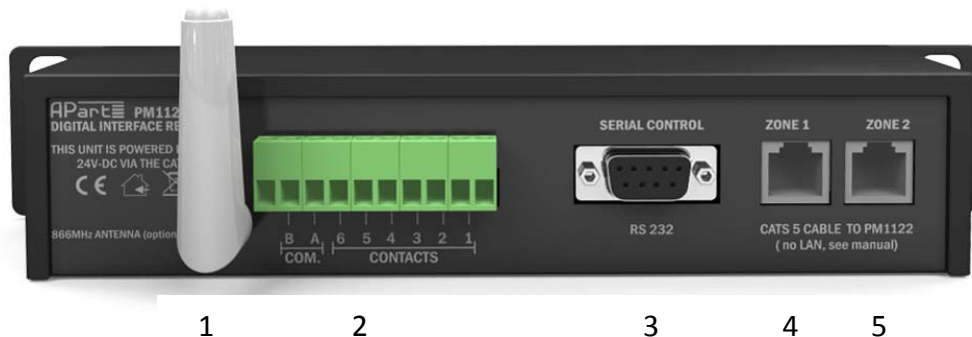 APart PM112
DIGITAL INTERFACE RE
THIS UNIT IS POWERED
24V-DC VIA THE CAT
CE
866MHz ANTENNA (option
B A 6 5 4 3 2 1
COM. CONTACTS
SERIAL CONTROL
RS 232
ZONE 1 ZONE 2
CAT5 5 CABLE TO PM1122
( no LAN, see manual)
1 2 3 4 5